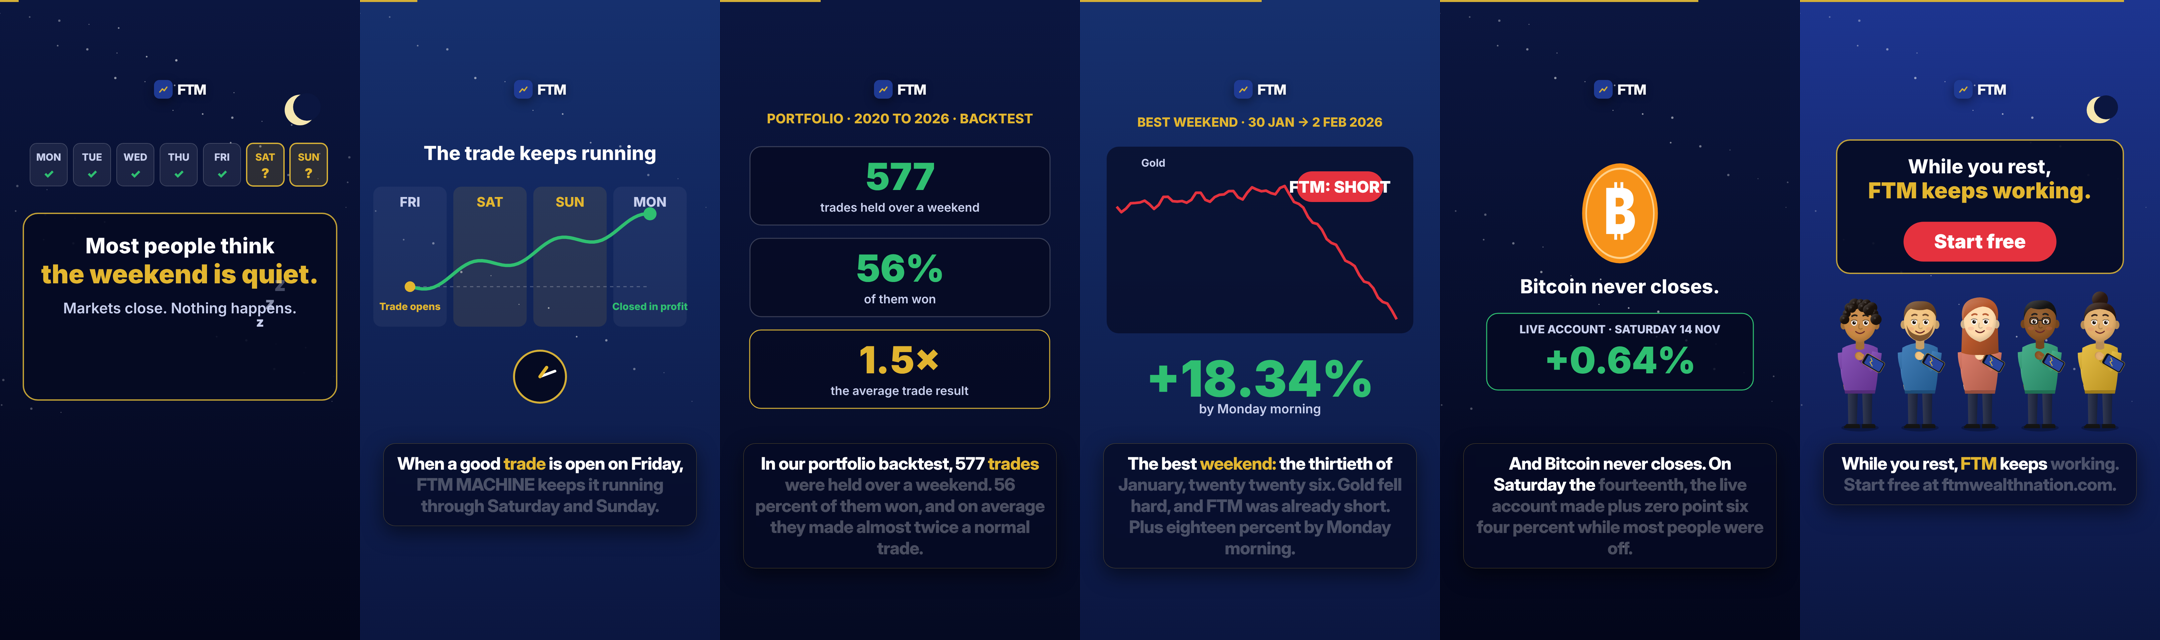 FTM
MON TUE WED THU FRI SAT SUN
? ?
Most people think
the weekend is quiet.
Markets close. Nothing happens.
z
z
z
FTM
The trade keeps running
FRI SAT SUN MON
Trade opens Closed in profit
When a good trade is open on Friday,
FTM MACHINE keeps it running
through Saturday and Sunday.
FTM
PORTFOLIO · 2020 TO 2026 · BACKTEST
577
trades held over a weekend
56%
of them won
1.5×
the average trade result
In our portfolio backtest, 577 trades
were held over a weekend. 56
percent of them won, and on average
they made almost twice a normal
trade.
FTM
BEST WEEKEND · 30 JAN → 2 FEB 2026
Gold
FTM: SHORT
+18.34%
by Monday morning
The best weekend: the thirtieth of
January, twenty twenty six. Gold fell
hard, and FTM was already short.
Plus eighteen percent by Monday
morning.
FTM
Bitcoin never closes.
LIVE ACCOUNT · SATURDAY 14 NOV
+0.64%
And Bitcoin never closes. On
Saturday the fourteenth, the live
account made plus zero point six
four percent while most people were
off.
FTM
While you rest,
FTM keeps working.
Start free
While you rest, FTM keeps working.
Start free at ftmwealthnation.com.